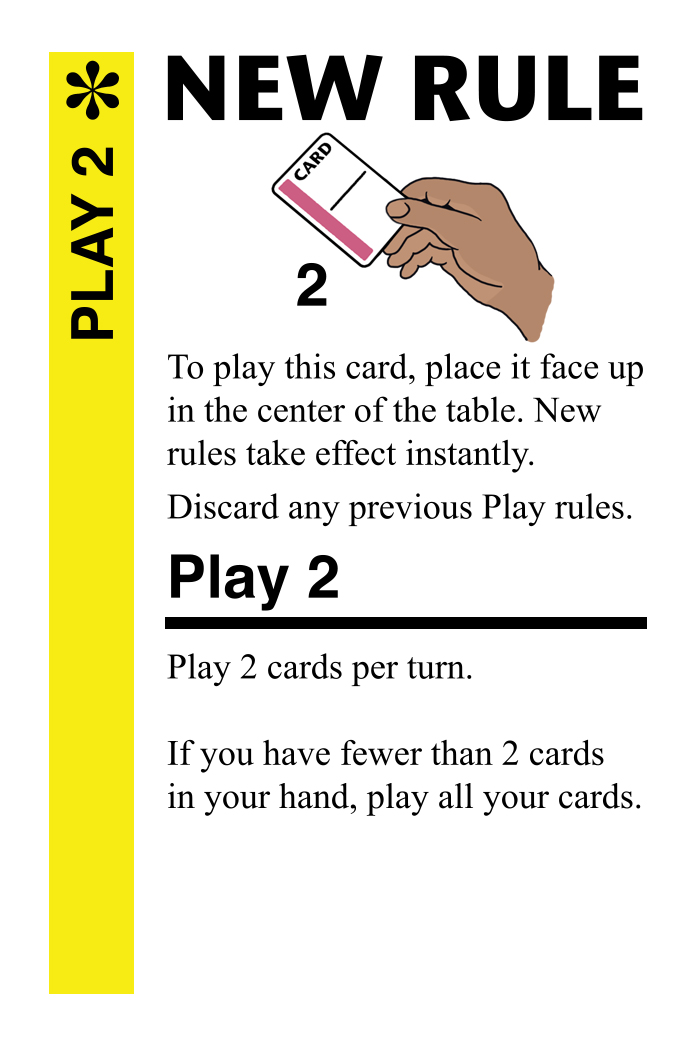 PLAY 2
NEW RULE
CARD
2
To play this card, place it face up
in the center of the table. New
rules take effect instantly.
Discard any previous Play rules.
Play 2
Play 2 cards per turn.
If you have fewer than 2 cards
in your hand, play all your cards.